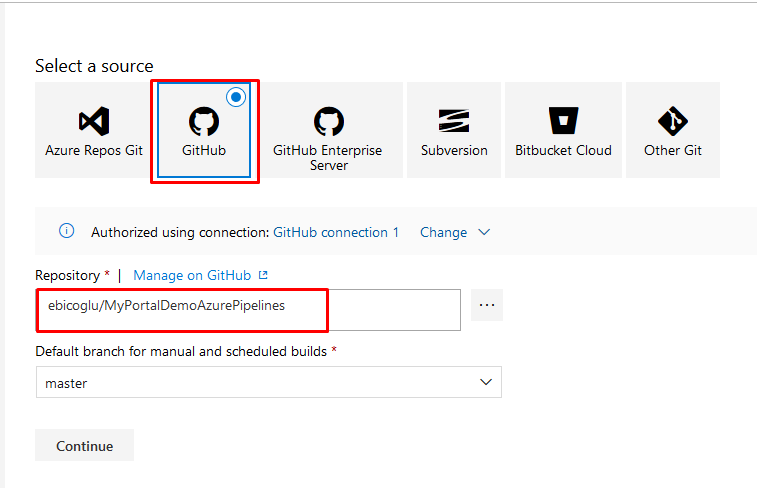 Select a source
Azure Repos Git
GitHub
GitHub Enterprise
Server
Subversion
Bitbucket Cloud
Other Git
Authorized using connection: GitHub connection 1 Change
Repository * | Manage on GitHub
ebicoglu/MyPortalDemoAzurePipelines
...
Default branch for manual and scheduled builds *
master
Continue